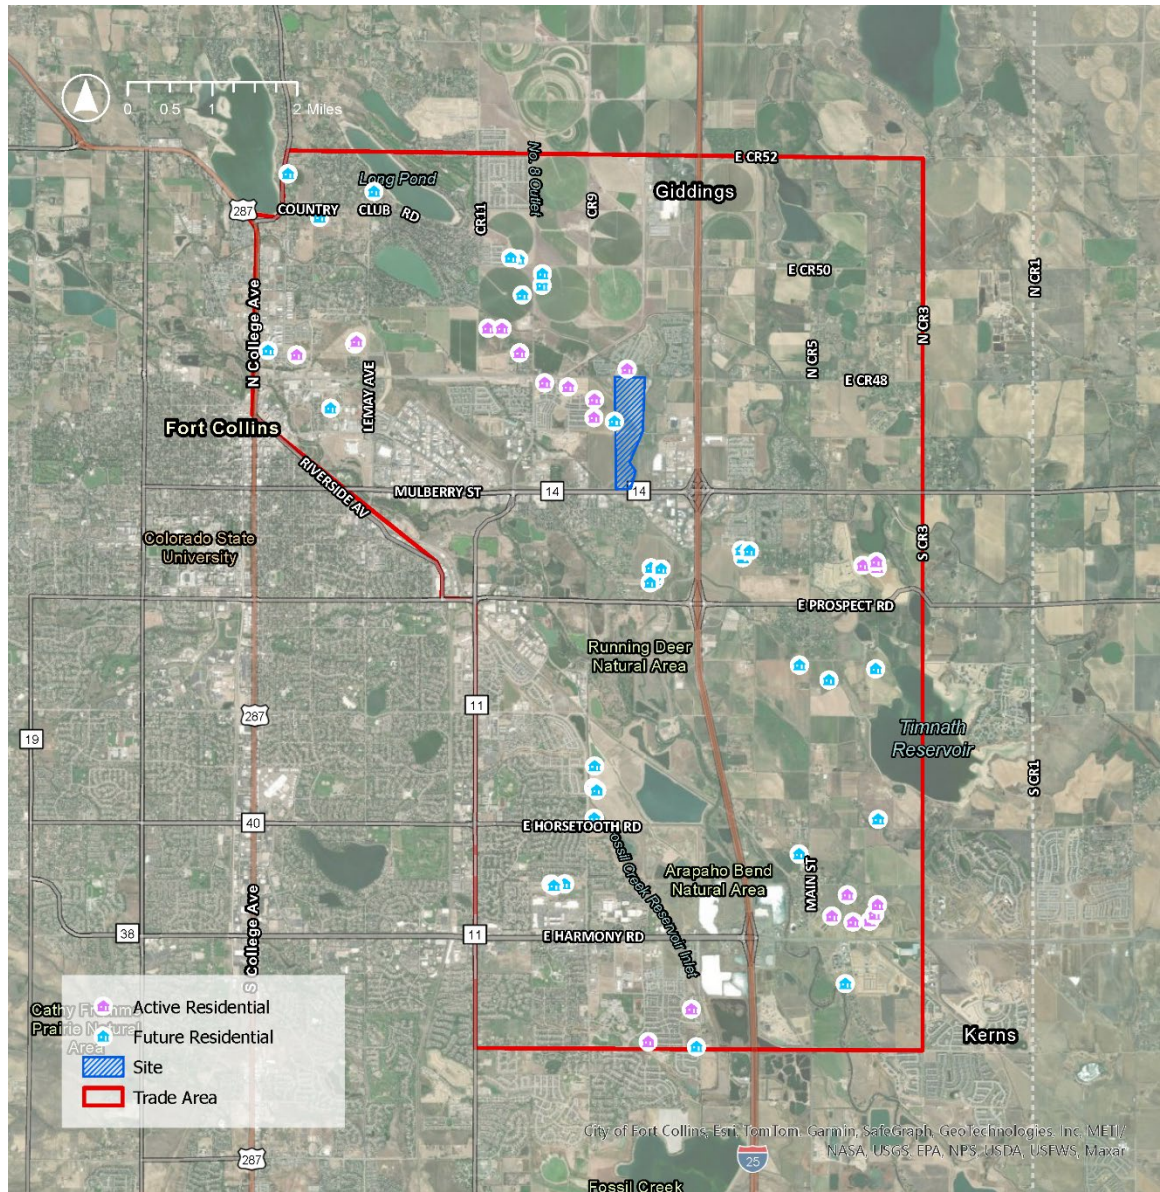 0 0.5 1 2 Miles
E CR52
Long Pond
No. 8 Outlet
Giddings
287
COUNTRY CLUB RD
CR11
CR9
E CR50
N CR1
N College Ave
N CR3
N CR5
LEMAY AVE
E CR48
Fort Collins
RIVERSIDE AV
MULBERRY ST
14
14
Colorado State
University
S CR3
E PROSPECT RD
Running Deer
Natural Area
11
287
19
Timnath
Reservoir
S CR1
40
E HORSETOOTH RD
Fossil Creek Reservoir Inlet
Arapaho Bend
Natural Area
MAIN ST
S College Ave
38
11
E HARMONY RD
Active Residential
Future Residential
Site
Trade Area
Prairie Natural
Area
Kerns
City of Fort Collins, Esri, TomTom, Garmin, SafeGraph, GeoTechnologies, Inc, METI/
NASA, USGS, EPA, NPS, USDA, USFWS, Maxar
287
25
Fossil Creek